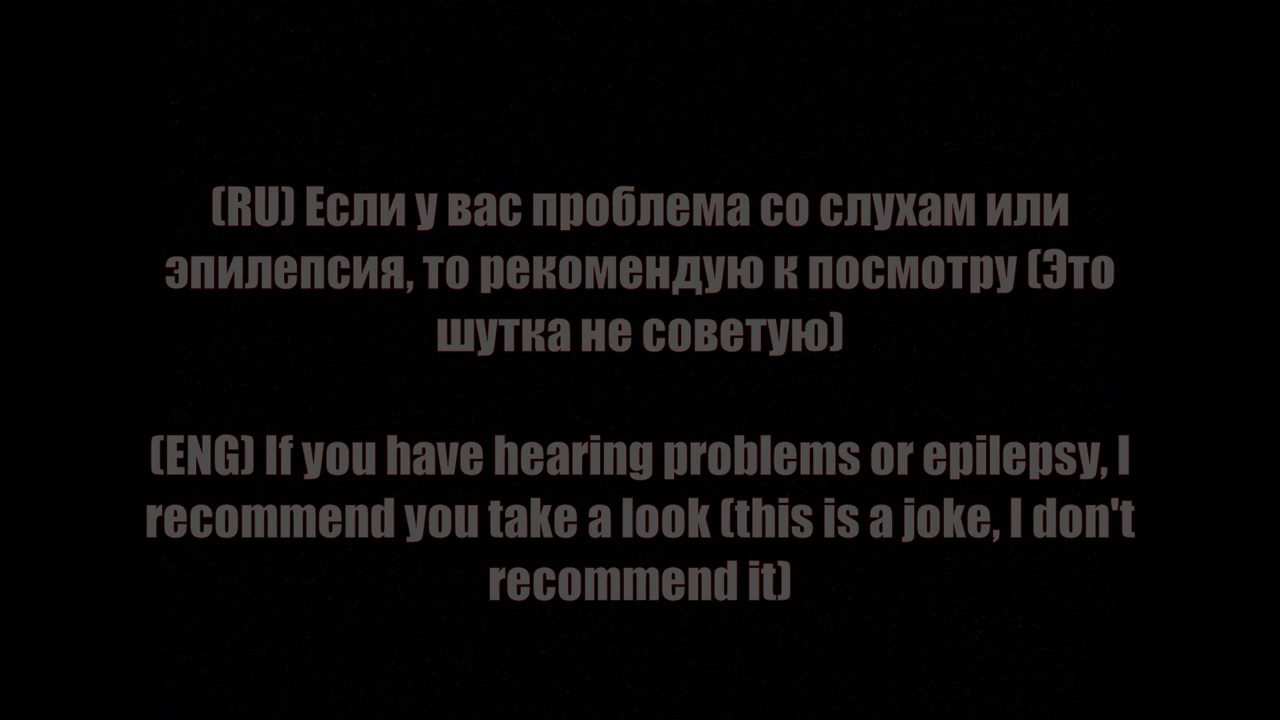 (RU) Если у вас проблема со слухам или
эпилепсия, то рекомендую к посмотру (Это
шутка не советую)
(ENG) If you have hearing problems or epilepsy, I
recommend you take a look (this is a joke, I don't
recommend it)